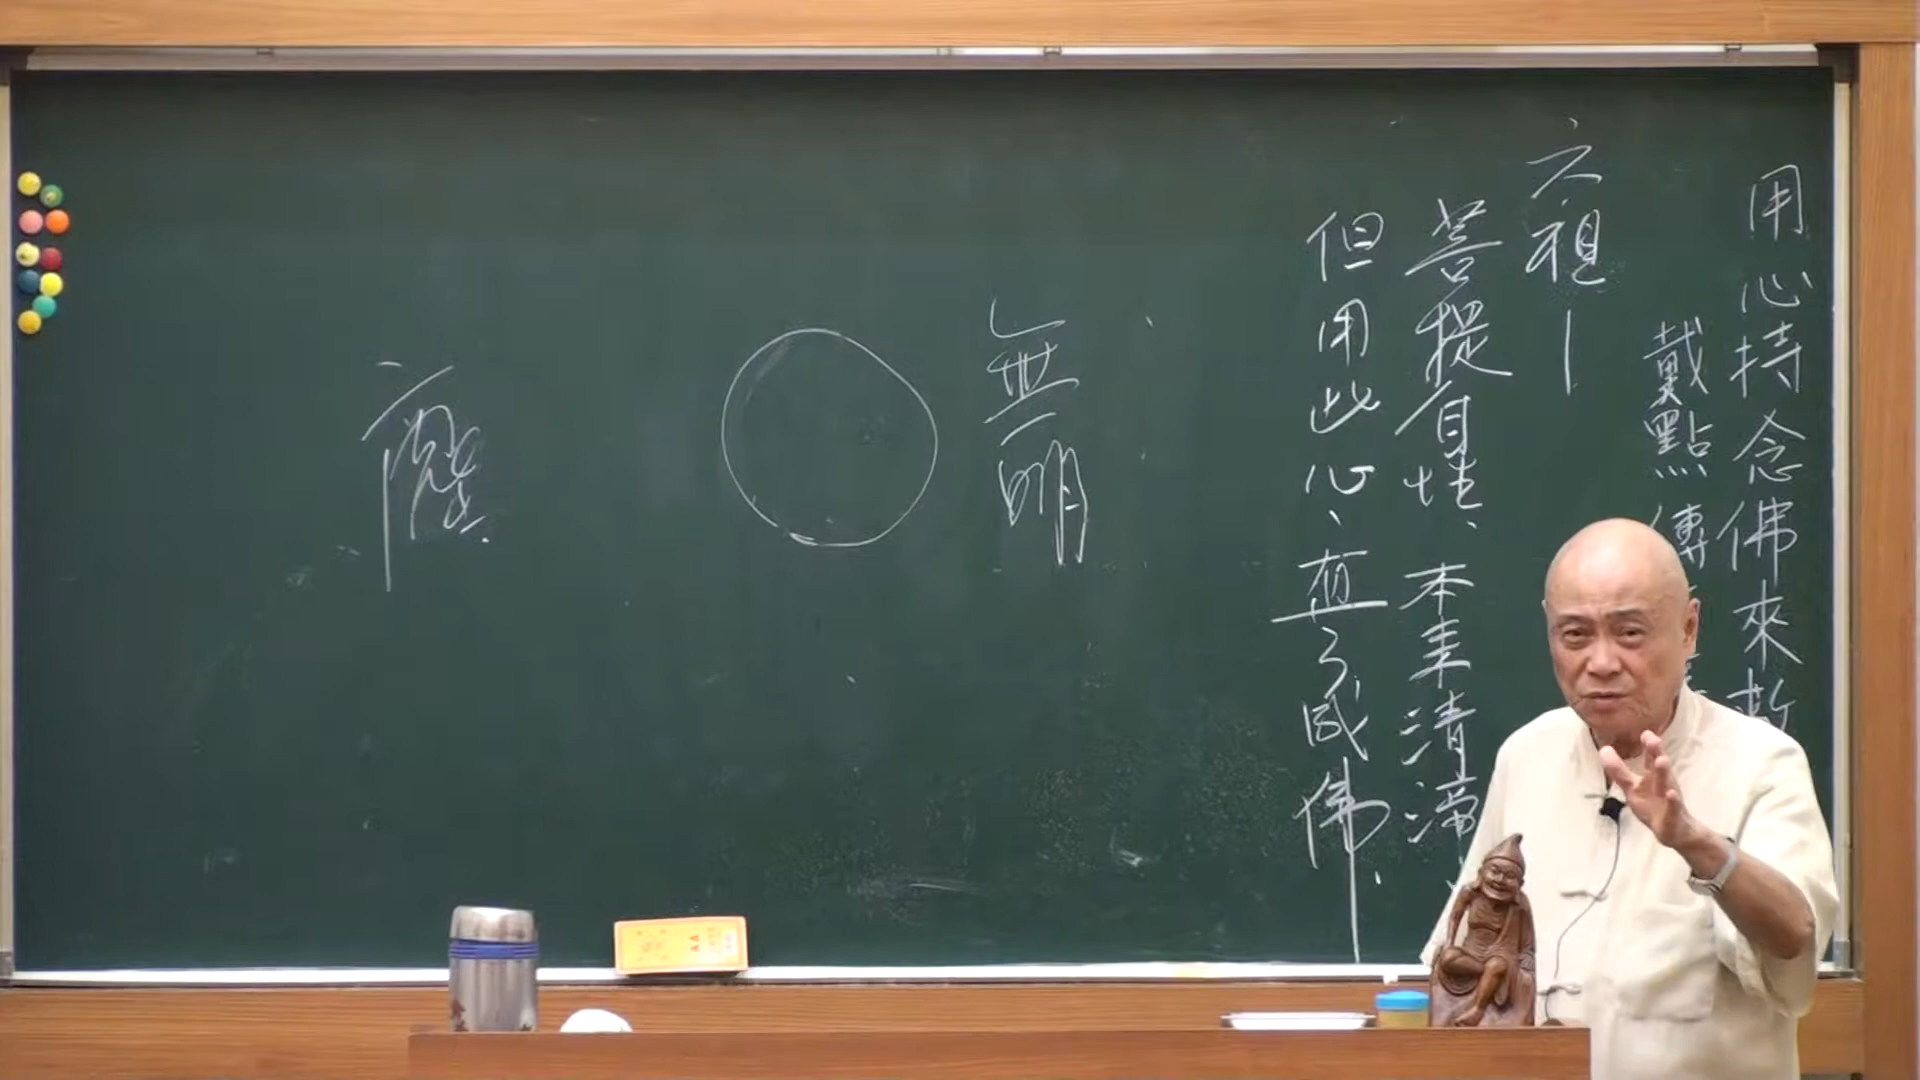 用心持念佛來救
戴點傳
六祖—
菩提自性、本來清淨、
但用此心、直了成佛、
無明